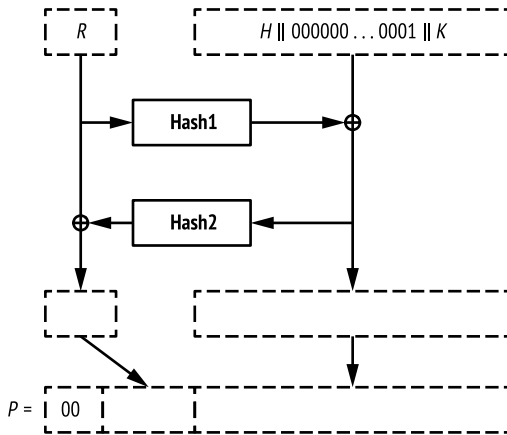 R H || 000000 . . . 0001 || K
Hash1
Hash2
P = 00